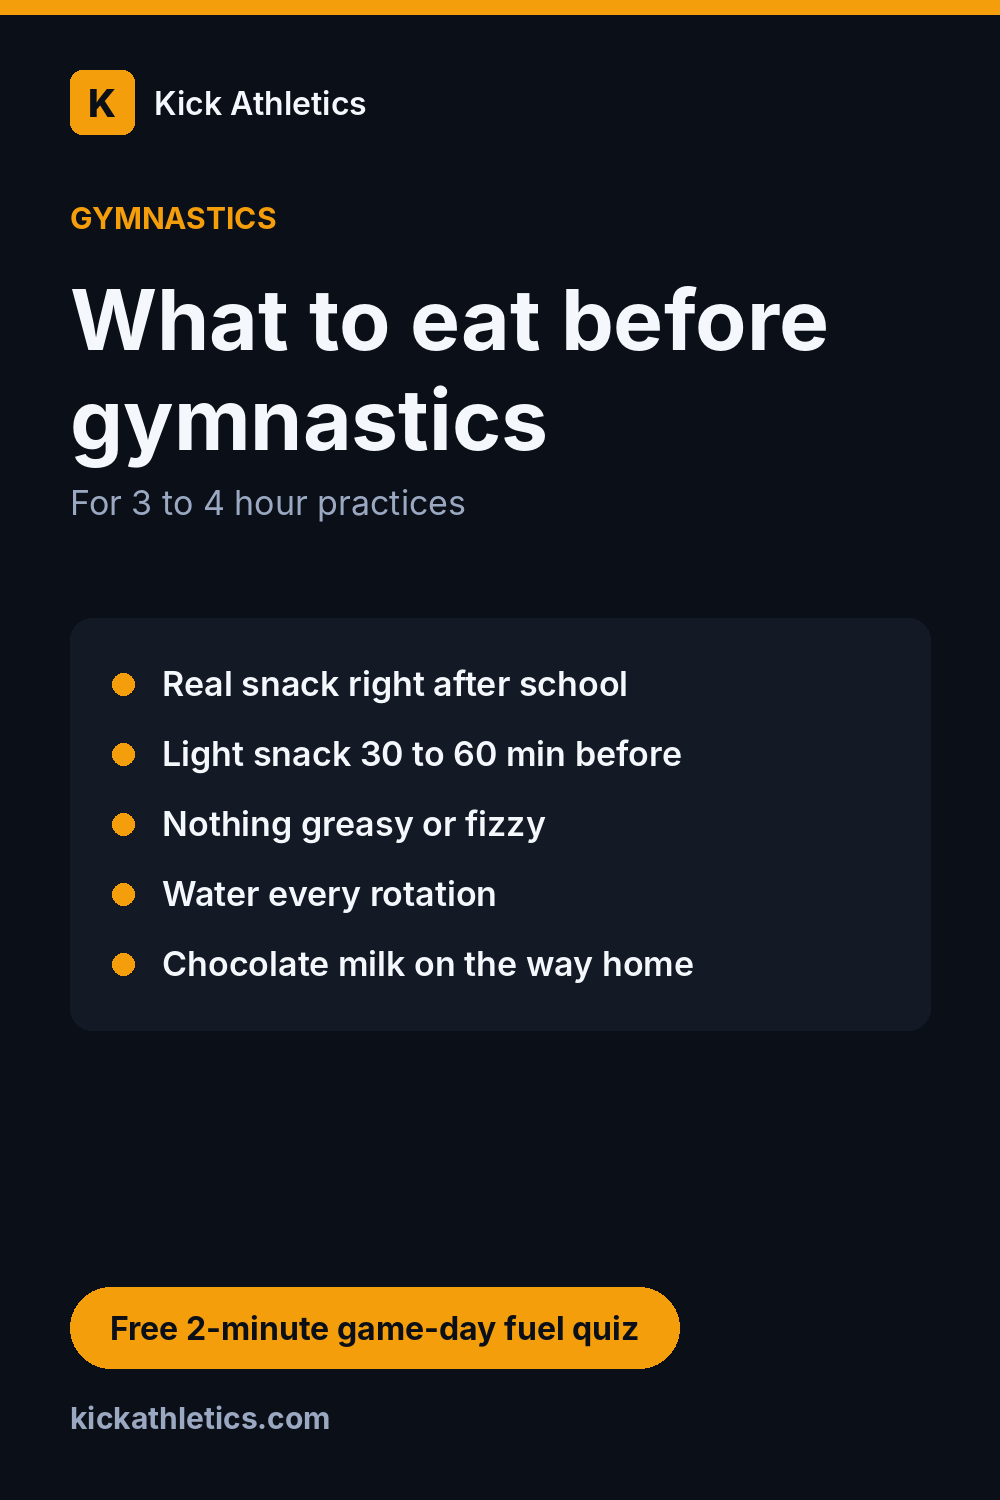 K
Kick Athletics
GYMNASTICS
What to eat before
gymnastics
For 3 to 4 hour practices
Real snack right after school
Light snack 30 to 60 min before
Nothing greasy or fizzy
Water every rotation
Chocolate milk on the way home
Free 2-minute game-day fuel quiz
kickathletics.com